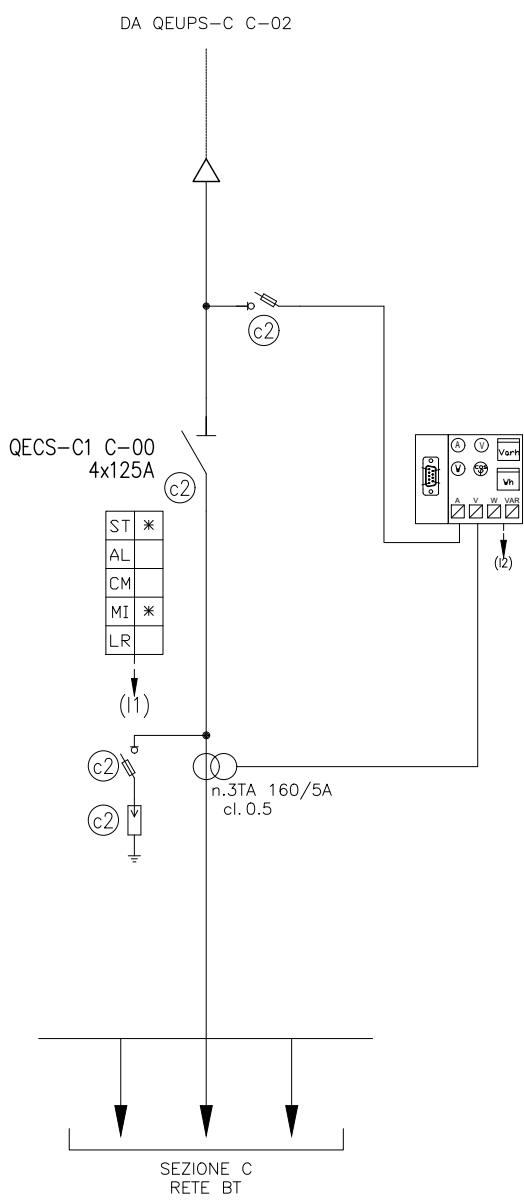 DA QEUPS-C C-02
c2
QECS-C1 C-00
4x125A
c2
A V Varh
W cosφ Wh
A V W VAR
(I2)
ST *
AL
CM
MI *
LR
(I1)
c2
n.3TA 160/5A
cl. 0.5
c2
SEZIONE C
RETE BT